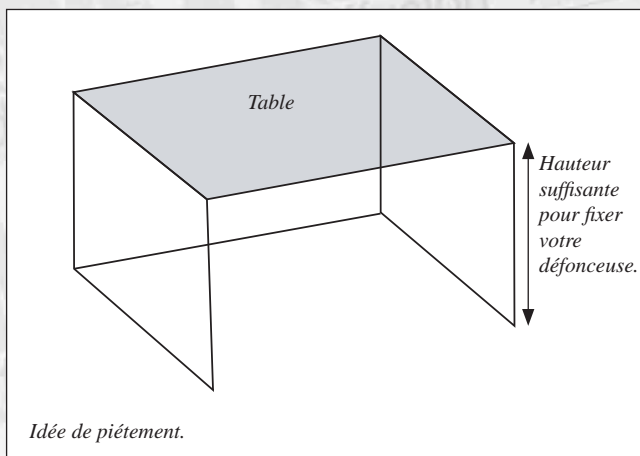 Table
Hauteur
suffisante
pour fixer
votre
défonceuse.
Idée de piétement.